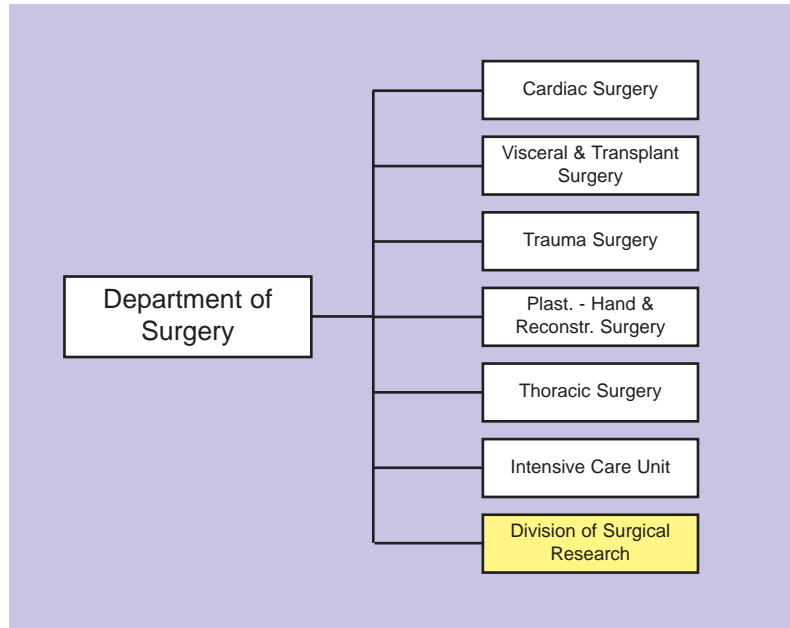 Cardiac Surgery
Visceral & Transplant
Surgery
Trauma Surgery
Department of
Surgery
Plast. - Hand &
Reconstr. Surgery
Thoracic Surgery
Intensive Care Unit
Division of Surgical
Research